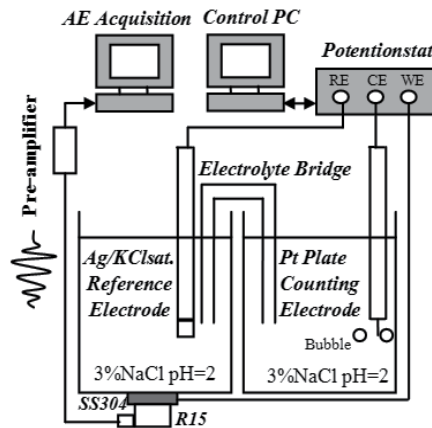 AE Acquisition
Control PC
Potentionstat
RE CE WE
Pre-amplifier
Electrolyte Bridge
Ag/KClsat.
Reference
Electrode
Pt Plate
Counting
Electrode
Bubble
3%NaCl pH=2
3%NaCl pH=2
SS304
R15